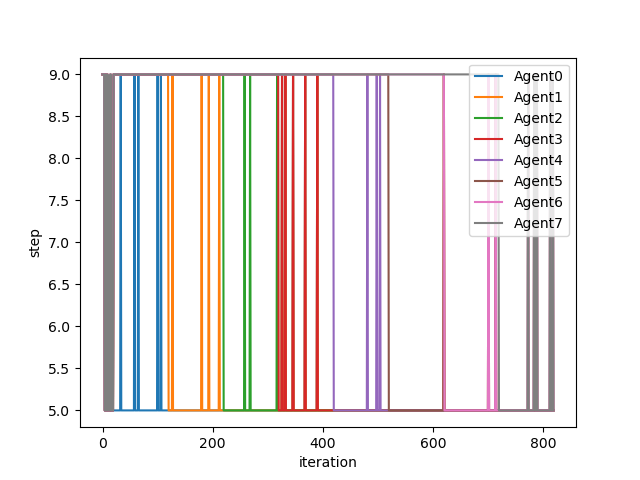 9.0
8.5
8.0
7.5
7.0
6.5
6.0
5.5
5.0
step
0 200 400 600 800
iteration
Agent0
Agent1
Agent2
Agent3
Agent4
Agent5
Agent6
Agent7